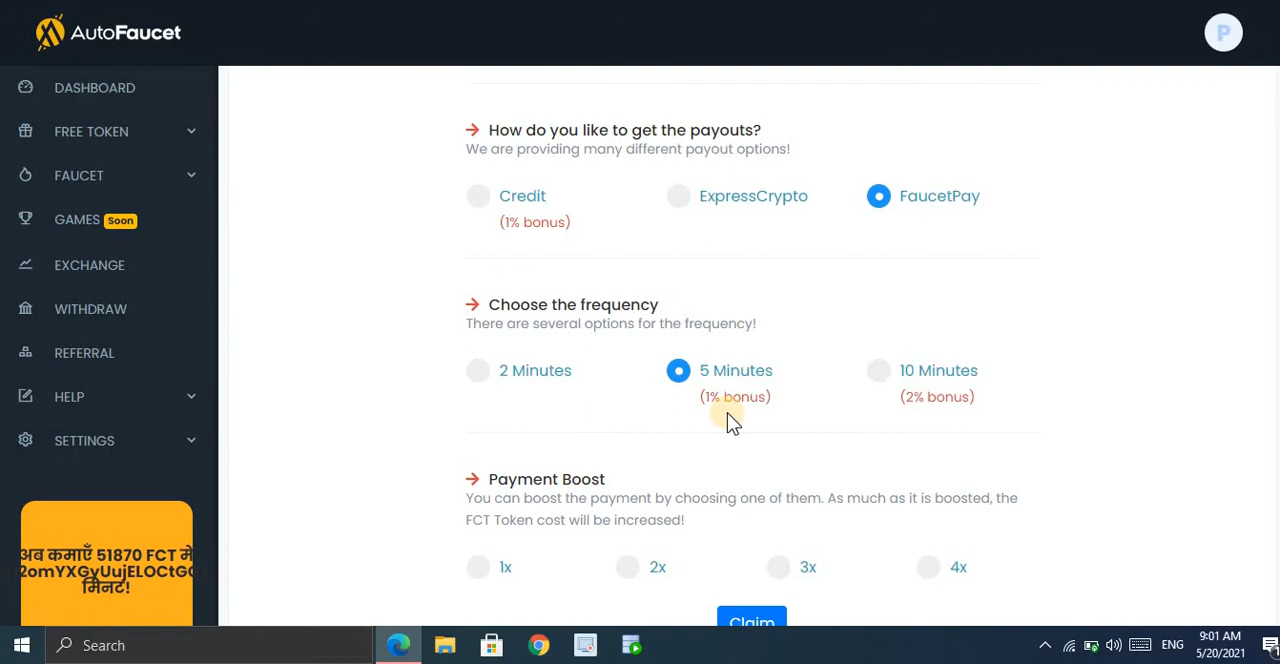 AutoFaucet
P
DASHBOARD
FREE TOKEN
FAUCET
GAMES Soon
EXCHANGE
WITHDRAW
REFERRAL
HELP
SETTINGS
अब कमाएँ 51870 FCT में
2omYXGyUujELOCtGC
मिनट!
How do you like to get the payouts?
We are providing many different payout options!
Credit ExpressCrypto FaucetPay
(1% bonus)
Choose the frequency
There are several options for the frequency!
2 Minutes 5 Minutes 10 Minutes
(1% bonus) (2% bonus)
Payment Boost
You can boost the payment by choosing one of them. As much as it is boosted, the
FCT Token cost will be increased!
1x 2x 3x 4x
Claim
Search
ENG
9:01 AM
5/20/2021